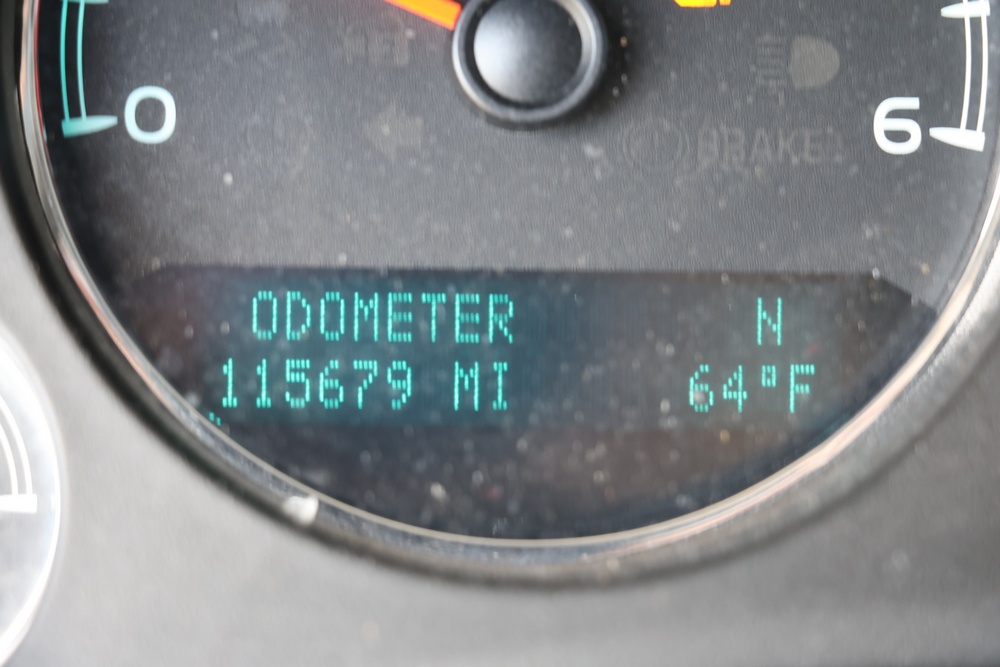 0 6
BRAKE
ODOMETER N
115679 MI 64°F